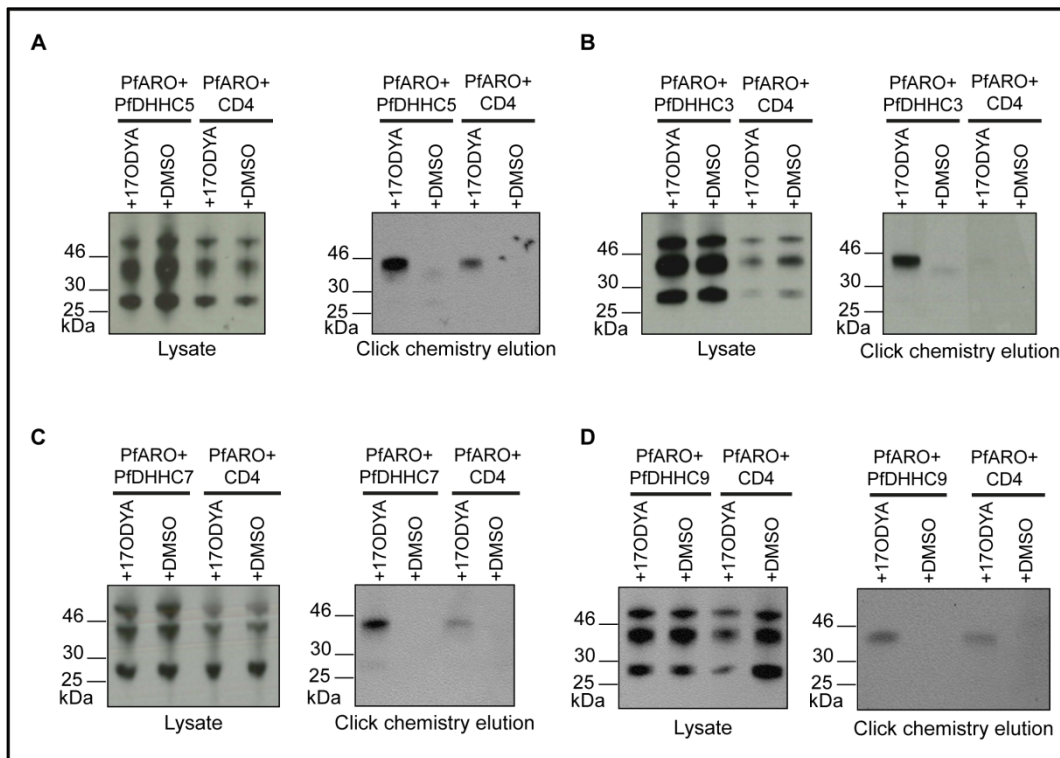 A
PfARO+ PfARO+
PfDHHC5 CD4
+17ODYA
+DMSO
+17ODYA
+DMSO
46
30
25
kDa
Lysate
PfARO+ PfARO+
PfDHHC5 CD4
+17ODYA
+DMSO
+17ODYA
+DMSO
46
30
25
kDa
Click chemistry elution
B
PfARO+ PfARO+
PfDHHC3 CD4
+17ODYA
+DMSO
+17ODYA
+DMSO
46
30
25
kDa
Lysate
PfARO+ PfARO+
PfDHHC3 CD4
+17ODYA
+DMSO
+17ODYA
+DMSO
46
30
25
kDa
Click chemistry elution
C
PfARO+ PfARO+
PfDHHC7 CD4
+17ODYA
+DMSO
+17ODYA
+DMSO
46
30
25
kDa
Lysate
PfARO+ PfARO+
PfDHHC7 CD4
+17ODYA
+DMSO
+17ODYA
+DMSO
46
30
25
kDa
Click chemistry elution
D
PfARO+ PfARO+
PfDHHC9 CD4
+17ODYA
+DMSO
+17ODYA
+DMSO
46
30
25
kDa
Lysate
PfARO+ PfARO+
PfDHHC9 CD4
+17ODYA
+DMSO
+17ODYA
+DMSO
46
30
25
kDa
Click chemistry elution